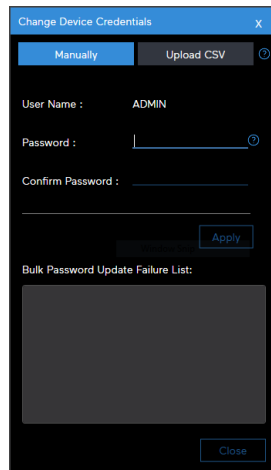 Change Device Credentials X
Manually Upload CSV ?
User Name : ADMIN
Password : ?
Confirm Password :
Apply
Bulk Password Update Failure List:
Close